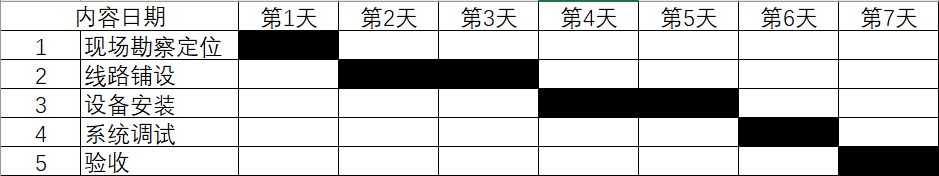 内容日期 第1天 第2天 第3天 第4天 第5天 第6天 第7天
1 现场勘察定位
2 线路铺设
3 设备安装
4 系统调试
5 验收